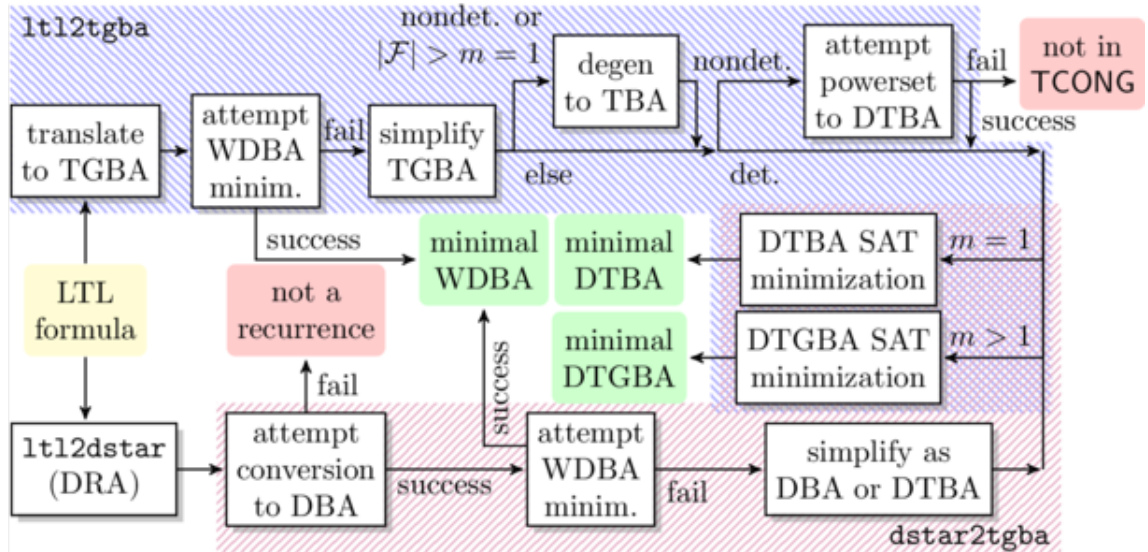 ltl2tgba
nondet. or
|F| > m = 1
nondet.
attempt
powerset
to DTBA
fail
not in
TCONG
degen
to TBA
success
translate
to TGBA
attempt
WDBA
minim.
fail
simplify
TGBA
else
det.
success
minimal
WDBA
minimal
DTBA
DTBA SAT
minimization
m = 1
LTL
formula
not a
recurrence
minimal
DTGBA
DTGBA SAT
minimization
m > 1
fail
success
ltl2dstar
(DRA)
attempt
conversion
to DBA
success
attempt
WDBA
minim.
fail
simplify as
DBA or DTBA
dstar2tgba